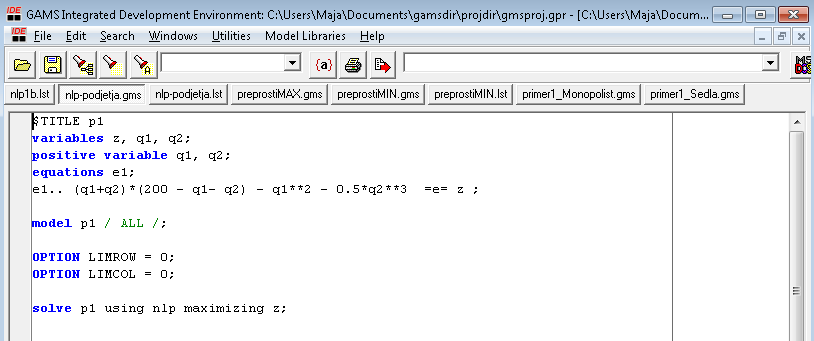 IDE GAMS Integrated Development Environment: C:\Users\Maja\Documents\gamsdir\projdir\gmsproj.gpr - [C:\Users\Maja\Docum...
IDE File Edit Search Windows Utilities Model Libraries Help
A {a}
nlp1b.lst nlp-podjetja.gms nlp-podjetja.lst preprostiMAX.gms preprostiMIN.gms preprostiMIN.lst primer1_Monopolist.gms primer1_Sedla.gms
$TITLE p1
variables z, q1, q2;
positive variable q1, q2;
equations e1;
e1.. (q1+q2)*(200 - q1- q2) - q1**2 - 0.5*q2**3  =e= z ;
model p1 / ALL /;
OPTION LIMROW = 0;
OPTION LIMCOL = 0;
solve p1 using nlp maximizing z;